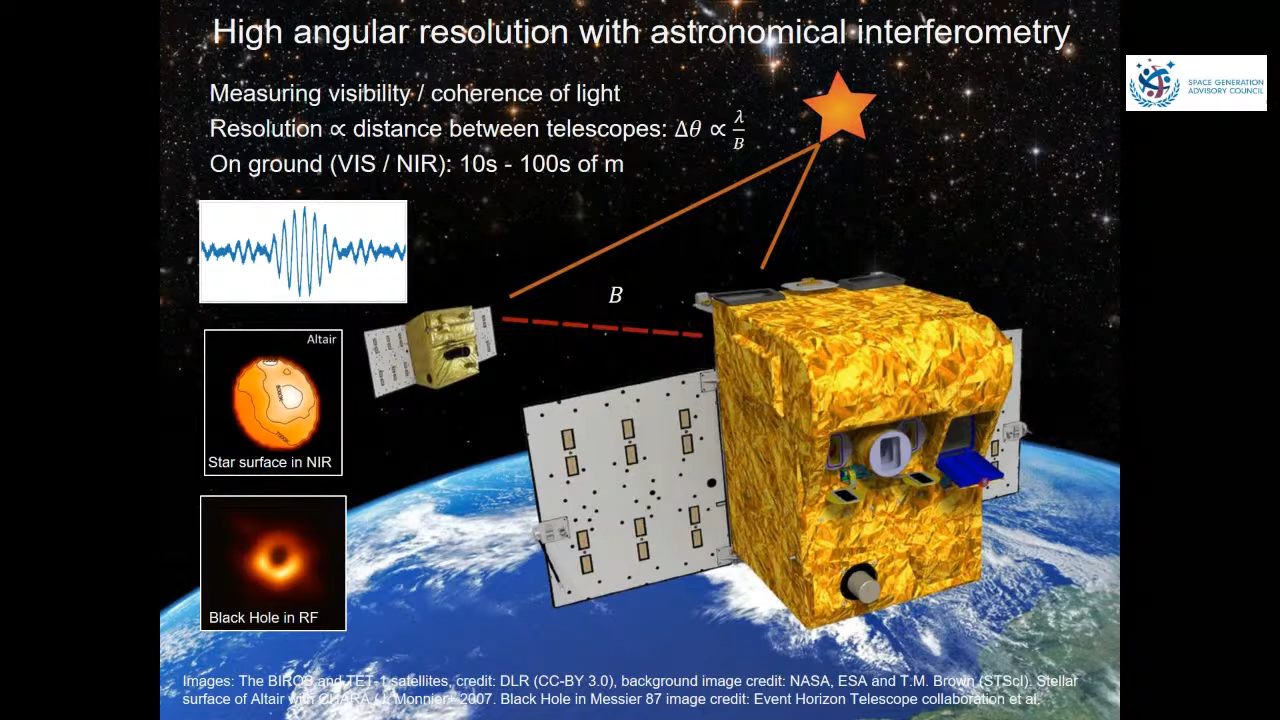 High angular resolution with astronomical interferometry
SPACE GENERATION
ADVISORY COUNCIL
Measuring visibility / coherence of light
Resolution ∝ distance between telescopes: Δθ ∝ λ/B
On ground (VIS / NIR): 10s - 100s of m
B
Altair
Star surface in NIR
Black Hole in RF
Images: The BIROS and TET-1 satellites, credit: DLR (CC-BY 3.0), background image credit: NASA, ESA and T.M. Brown (STScI). Stellar
surface of Altair with CHARA (J. Monnier+ 2007. Black Hole in Messier 87 image credit: Event Horizon Telescope collaboration et al.